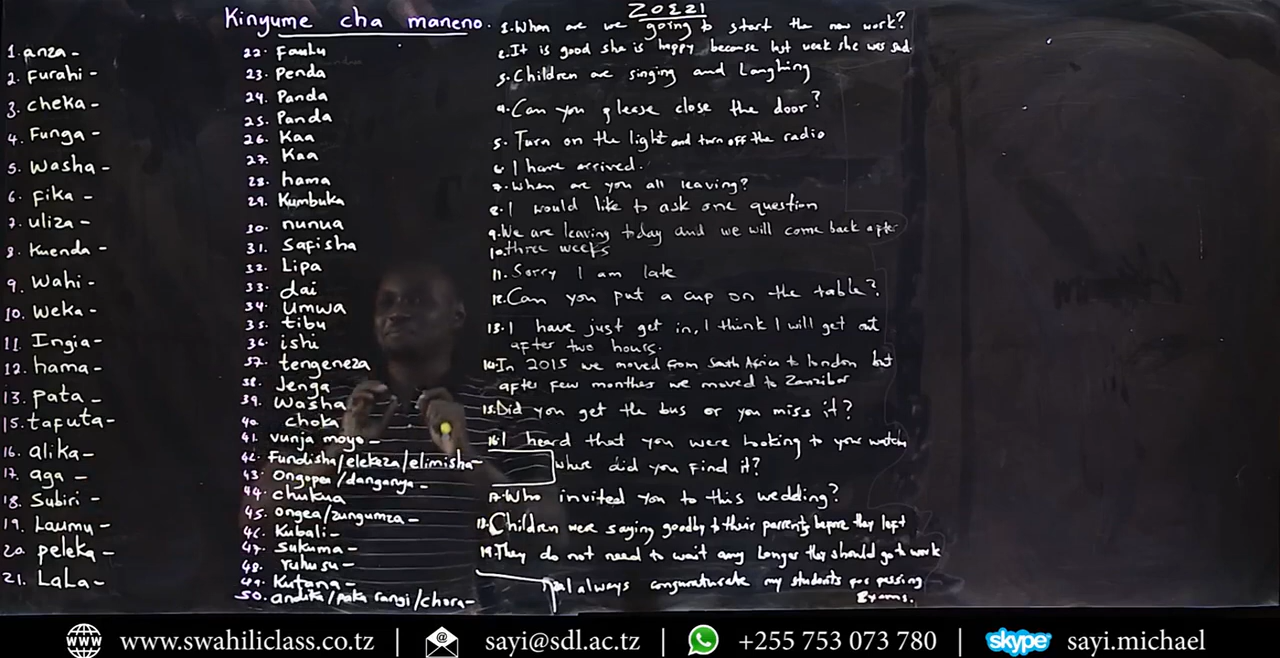 Kinyume cha maneno.
1. anza-
2. Furahi -
3. cheka -
4. Funga -
5. Washa -
6. Fika -
7. uliza -
8. Kuenda -
9. Wahi -
10. Weka -
11. Ingia-
12. hama -
13. pata -
15. tafuta-
16. alika -
17. aga -
18. Subiri -
19. Laumu -
20. peleka -
21. LaLa-
22. Faulu
23. Penda
24. Panda
25. Panda
26. Kaa
27. Kaa
28. hama
29. Kumbuka
30. nunua
31. Safisha
32. Lipa
33. dai
34. Umwa
35. tibu
36. ishi
37. tengeneza
38. Jenga
39. Washa
40. choka
41. vunja moyo -
42. Fundisha/elekeza/elimisha-
43. Ongopea/danganya -
44. chukua
45. ongea/zungumza -
46. Kubali -
47. Sukuma -
48. ruhusu -
49. Kutana -
50. andika/paka rangi/chora-
ZOEZI
1. When are we going to start the new work?
2. It is good she is happy because last week she was sad.
3. Children are singing and Laughing
4. Can you please close the door?
5. Turn on the light and turn off the radio
6. I have arrived.
7. When are you all leaving?
8. I would like to ask one question
9. We are leaving today and we will come back after
10. three weeks
11. Sorry I am late
12. Can you put a cup on the table?
13. I have just get in, I think I will get out
after two hours.
14. In 2015 we moved from South Africa to london but
after few monthes we moved to Zanzibar
15. Did you get the bus or you miss it?
16. I heard that you were looking to your watch
Where did you find it?
17. Who invited you to this wedding?
18. Children were saying goodby to their parrents before they left
19. They do not need to wait any Longer they should go to work
I always my students for passing
Exams.
www.swahiliclass.co.tz | sayi@sdl.ac.tz | +255 753 073 780 | skype sayi.michael